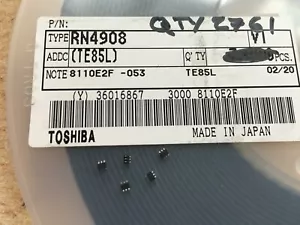 P/N: QTY 2761
TYPE RN4908 V1
ADDC (TE85L) Q'TY PCS.
NOTE 8110E2F -053 TE85L 02/20
(Y) 36016867 3000 8110E2F
TOSHIBA MADE IN JAPAN